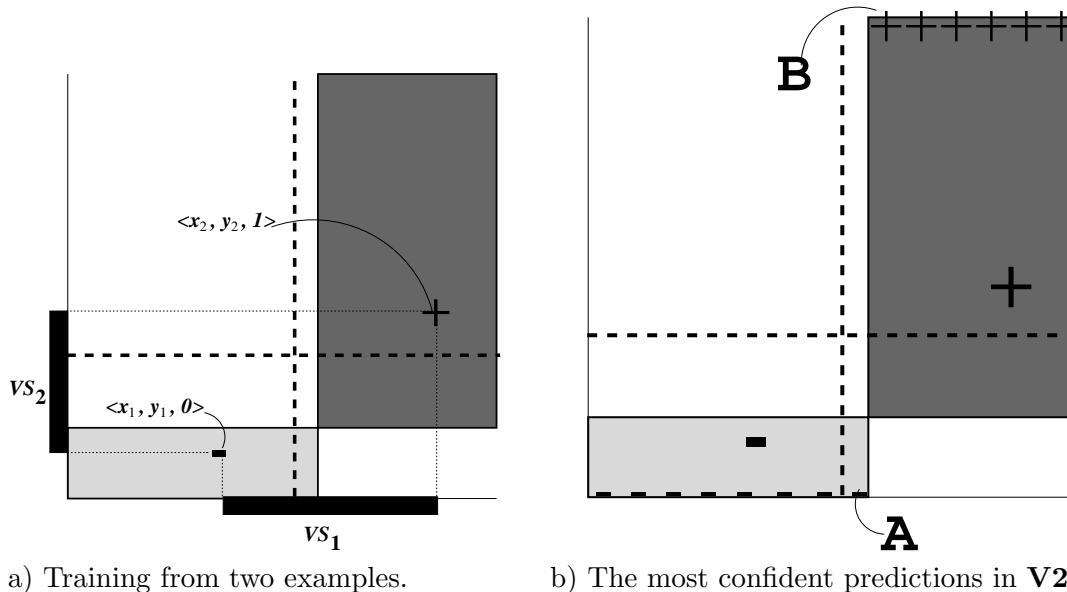 B
<x₂, y₂, 1>
VS₂
<x₁, y₁, 0>
VS₁
A
a) Training from two examples.
b) The most confident predictions in V2